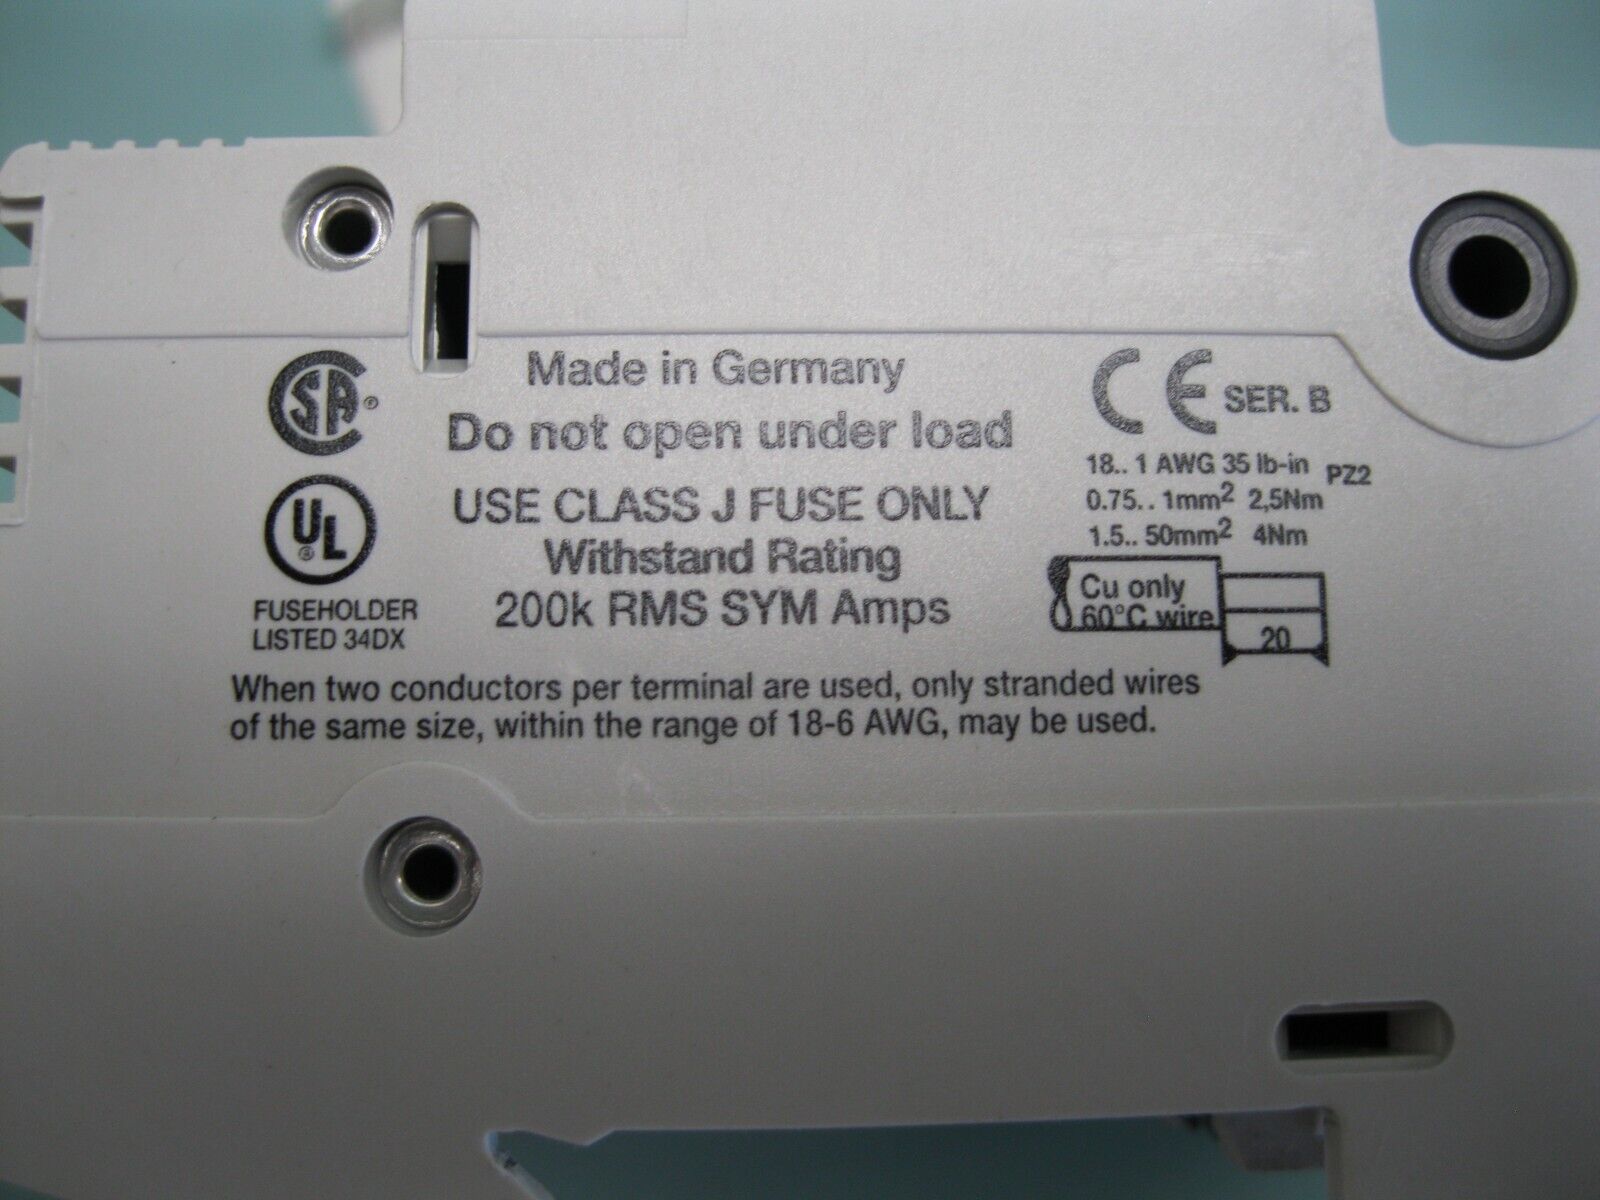 CSA®
Made in Germany
Do not open under load
CE SER. B
18.. 1 AWG 35 lb-in PZ2
0.75.. 1mm² 2,5Nm
1.5.. 50mm² 4Nm
UL®
USE CLASS J FUSE ONLY
Withstand Rating
200k RMS SYM Amps
FUSEHOLDER
LISTED 34DX
Cu only
60°C wire
20
When two conductors per terminal are used, only stranded wires
of the same size, within the range of 18-6 AWG, may be used.